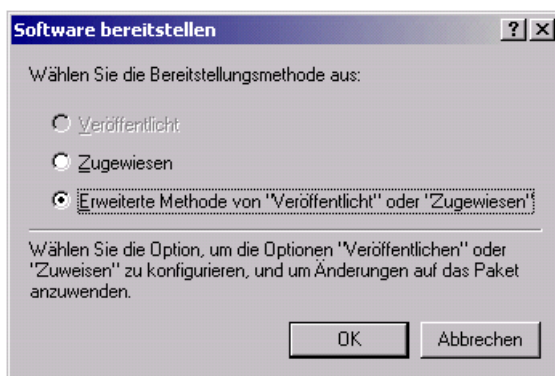 Software bereitstellen
Wählen Sie die Bereitstellungsmethode aus:
Veröffentlicht
Zugewiesen
Erweiterte Methode von "Veröffentlicht" oder "Zugewiesen"
Wählen Sie die Option, um die Optionen "Veröffentlichen" oder
"Zuweisen" zu konfigurieren, und um Änderungen auf das Paket
anzuwenden.
OK
Abbrechen